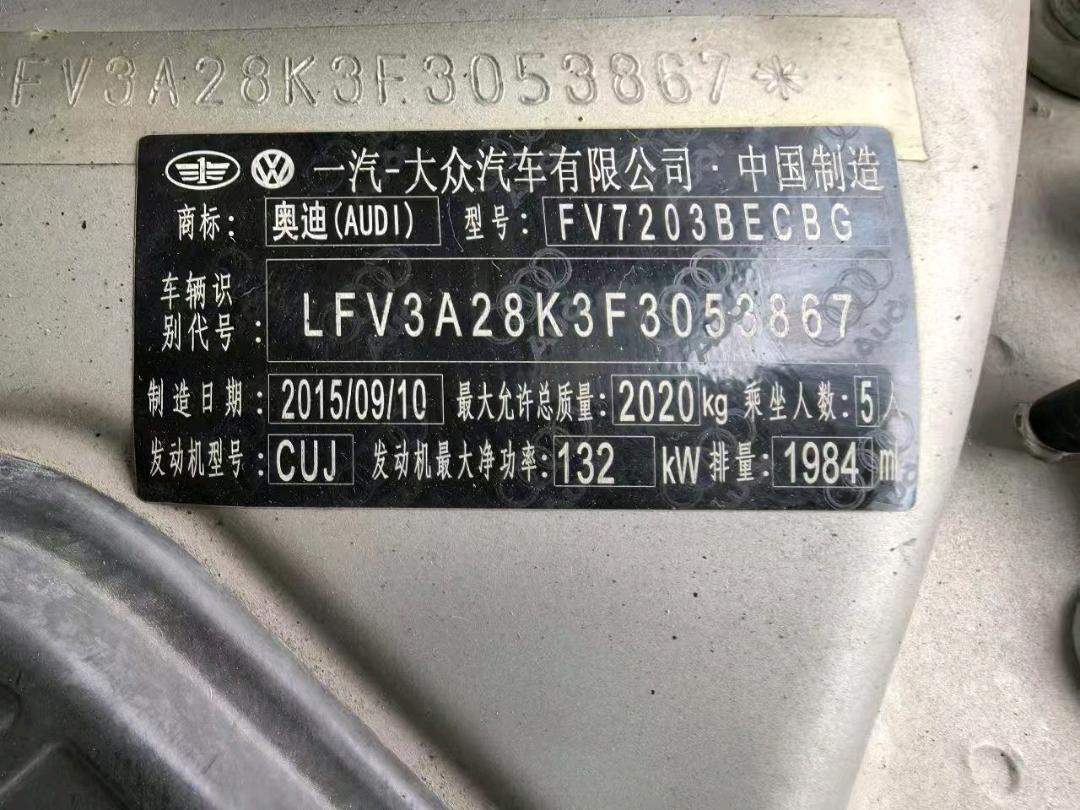 FV3A28K3F3053867*
一汽-大众汽车有限公司·中国制造
商标: 奥迪(AUDI) 型号: FV7203BECBG
车辆识别代号: LFV3A28K3F3053867
制造日期: 2015/09/10 最大允许总质量: 2020kg 乘坐人数: 5人
发动机型号: CUJ 发动机最大净功率: 132 kW 排量: 1984 ml